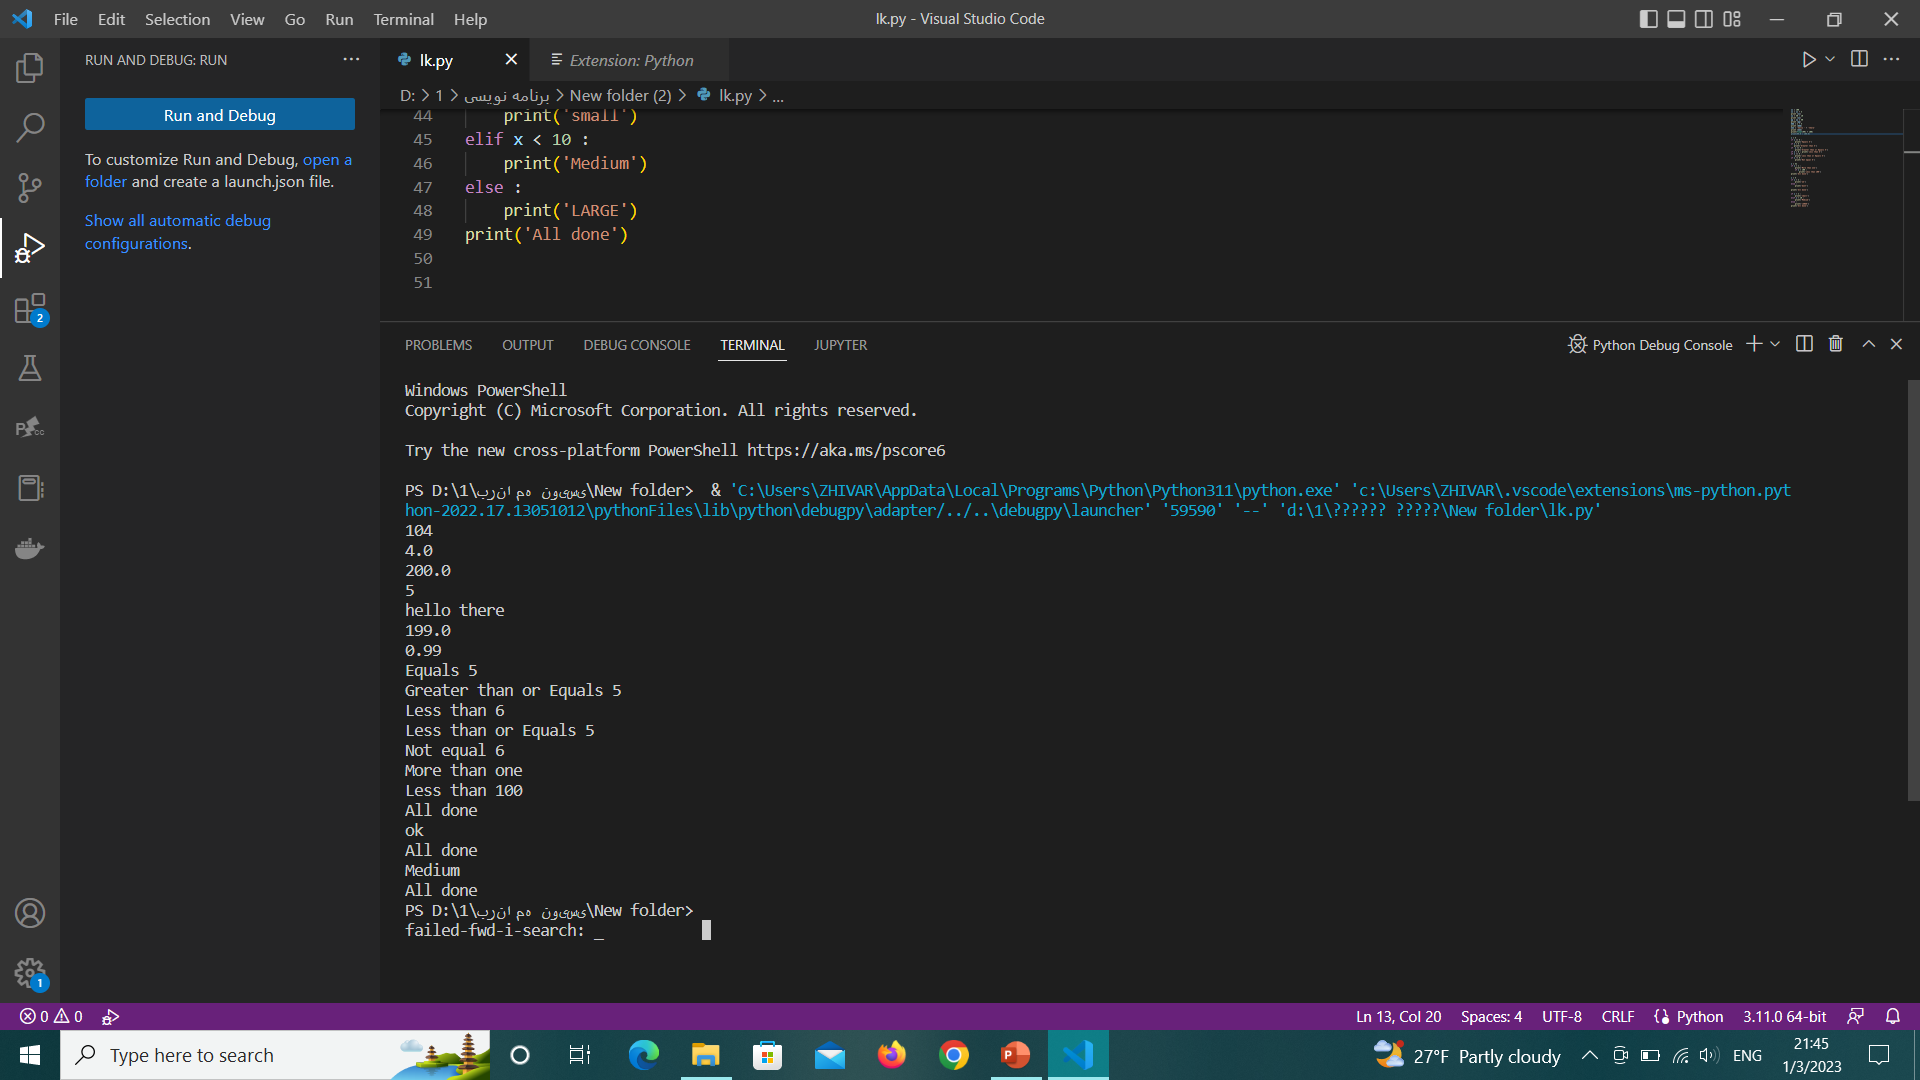 File Edit Selection View Go Run Terminal Help
lk.py - Visual Studio Code
RUN AND DEBUG: RUN
Run and Debug
To customize Run and Debug, open a
folder and create a launch.json file.
Show all automatic debug
configurations.
lk.py
Extension: Python
D: > 1 > برنامه نویسی > New folder (2) > lk.py > ...
44 print('small')
45 elif x < 10 :
46 print('Medium')
47 else :
48 print('LARGE')
49 print('All done')
50
51
PROBLEMS OUTPUT DEBUG CONSOLE TERMINAL JUPYTER
Python Debug Console
Windows PowerShell
Copyright (C) Microsoft Corporation. All rights reserved.
Try the new cross-platform PowerShell https://aka.ms/pscore6
PS D:\1\برنامه نویسی\New folder> & 'C:\Users\ZHIVAR\AppData\Local\Programs\Python\Python311\python.exe' 'c:\Users\ZHIVAR\.vscode\extensions\ms-python.pyt
hon-2022.17.13051012\pythonFiles\lib\python\debugpy\adapter/../..\debugpy\launcher' '59590' '--' 'd:\1\?????? ?????\New folder\lk.py'
104
4.0
200.0
5
hello there
199.0
0.99
Equals 5
Greater than or Equals 5
Less than 6
Less than or Equals 5
Not equal 6
More than one
Less than 100
All done
ok
All done
Medium
All done
PS D:\1\برنامه نویسی\New folder>
failed-fwd-i-search: _
2
1
0 0
Ln 13, Col 20 Spaces: 4 UTF-8 CRLF Python 3.11.0 64-bit
Type here to search
27°F Partly cloudy
ENG
21:45
1/3/2023